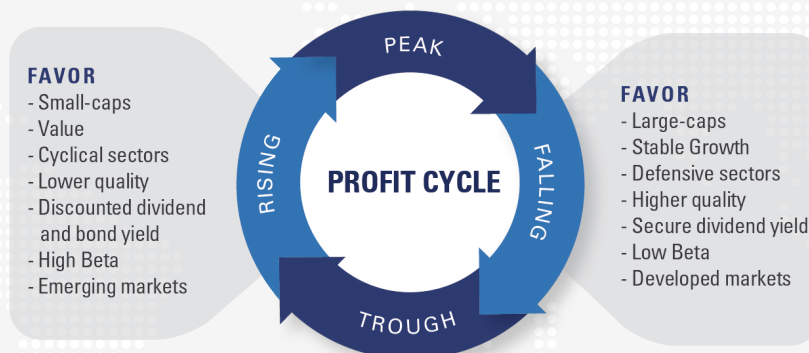 FAVOR
- Small-caps
- Value
- Cyclical sectors
- Lower quality
- Discounted dividend
and bond yield
- High Beta
- Emerging markets
PEAK
RISING
PROFIT CYCLE
FALLING
TROUGH
FAVOR
- Large-caps
- Stable Growth
- Defensive sectors
- Higher quality
- Secure dividend yield
- Low Beta
- Developed markets